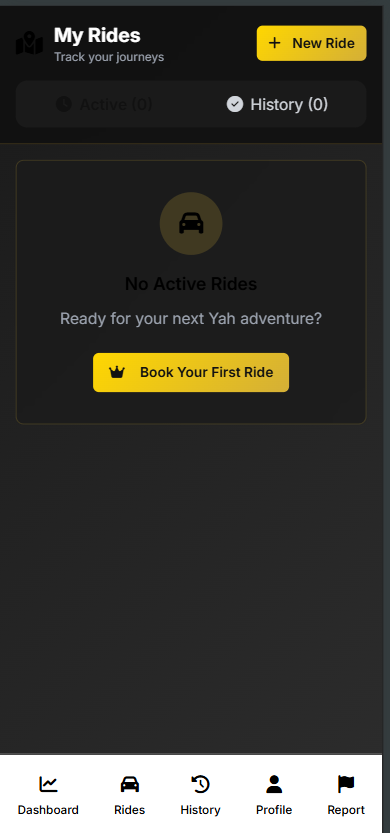 My Rides
Track your journeys
New Ride
Active (0)
History (0)
No Active Rides
Ready for your next Yah adventure?
Book Your First Ride
Dashboard
Rides
History
Profile
Report